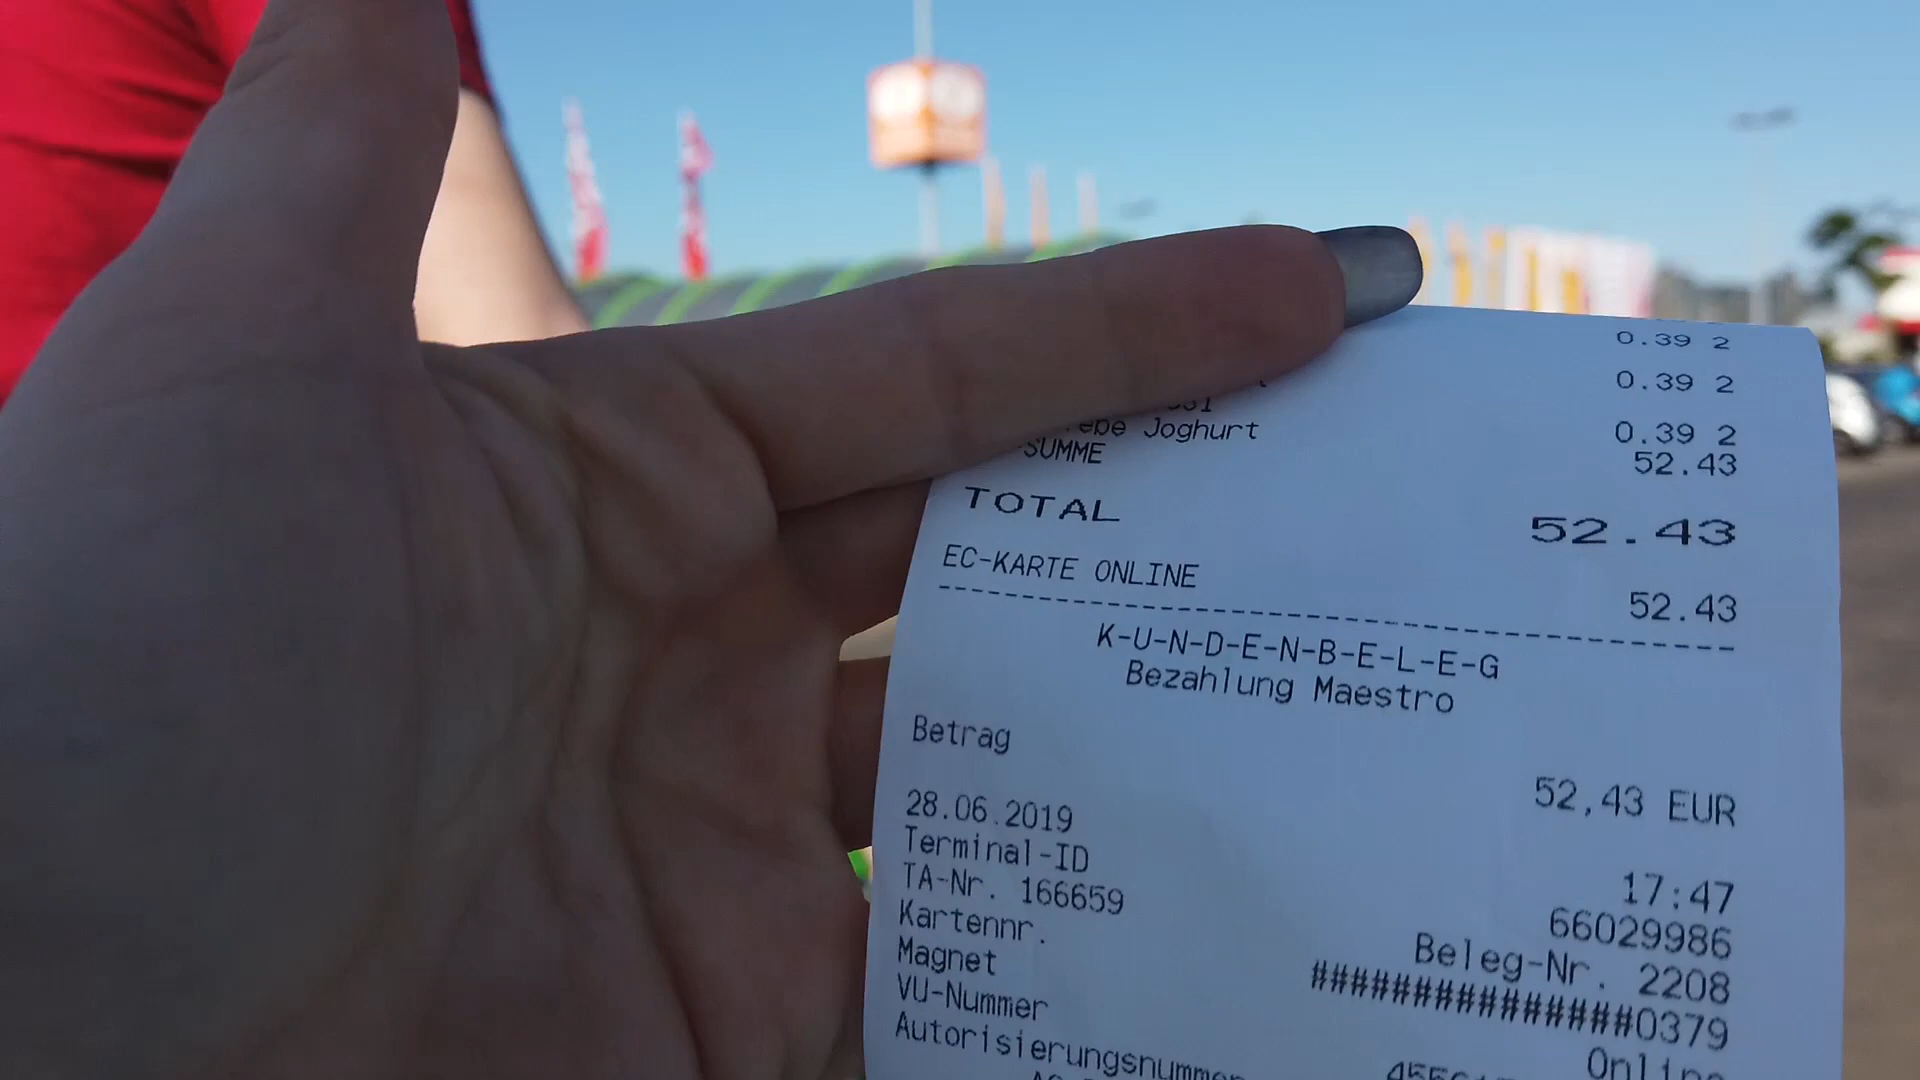 0.39 2
0.39 2
Joghurt 0.39 2
SUMME 52.43
TOTAL 52.43
EC-KARTE ONLINE 52.43
K-U-N-D-E-N-B-E-L-E-G
Bezahlung Maestro
Betrag 52,43 EUR
28.06.2019 17:47
Terminal-ID 66029986
TA-Nr. 166659 Beleg-Nr. 2208
Kartennr. ################0379
Magnet Online
VU-Nummer
Autorisierungsnummer